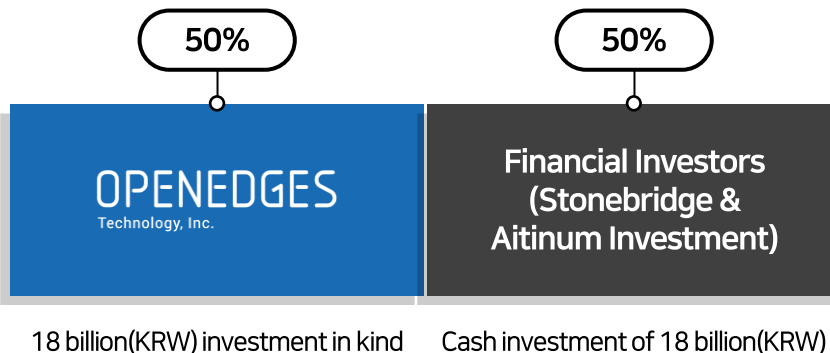 50%
50%
OPENEDGES
Technology, Inc.
Financial Investors
(Stonebridge &
Aitinum Investment)
18 billion(KRW) investment in kind
Cash investment of 18 billion(KRW)